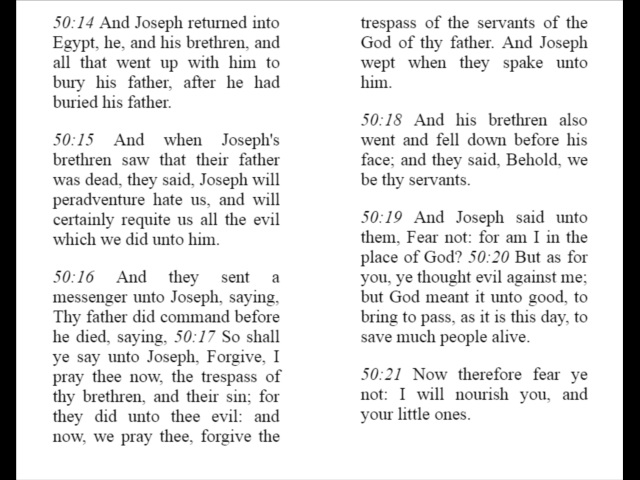 50:14 And Joseph returned into
Egypt, he, and his brethren, and
all that went up with him to
bury his father, after he had
buried his father.
50:15 And when Joseph's
brethren saw that their father
was dead, they said, Joseph will
peradventure hate us, and will
certainly requite us all the evil
which we did unto him.
50:16 And they sent a
messenger unto Joseph, saying,
Thy father did command before
he died, saying, 50:17 So shall
ye say unto Joseph, Forgive, I
pray thee now, the trespass of
thy brethren, and their sin; for
they did unto thee evil: and
now, we pray thee, forgive the
trespass of the servants of the
God of thy father. And Joseph
wept when they spake unto
him.
50:18 And his brethren also
went and fell down before his
face; and they said, Behold, we
be thy servants.
50:19 And Joseph said unto
them, Fear not: for am I in the
place of God? 50:20 But as for
you, ye thought evil against me;
but God meant it unto good, to
bring to pass, as it is this day, to
save much people alive.
50:21 Now therefore fear ye
not: I will nourish you, and
your little ones.